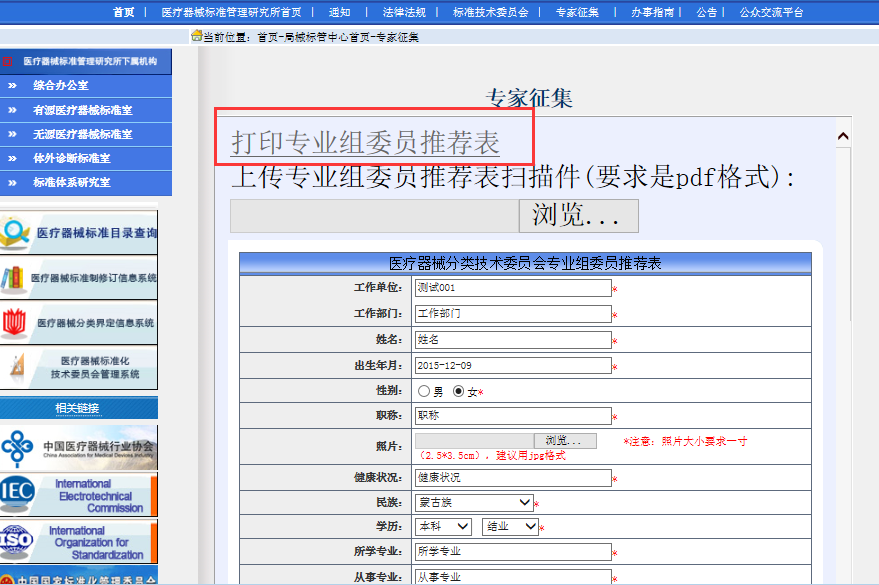 首页 | 医疗器械标准管理研究所首页 | 通知 | 法律法规 | 标准技术委员会 | 专家征集 | 办事指南 | 公告 | 公众交流平台
当前位置: 首页-局械标管中心首页-专家征集
医疗器械标准管理研究所下属机构
» 综合办公室
» 有源医疗器械标准室
» 无源医疗器械标准室
» 体外诊断标准室
» 标准体系研究室
医疗器械标准目录查询
医疗器械标准制修订信息系统
医疗器械分类界定信息系统
医疗器械标准化
技术委员会管理系统
相关链接
中国医疗器械行业协会
China Association for Medical Devices Industry
IEC
International
Electrotechnical
Commission
ISO
International
Organization for
Standardization
中国国家标准化管理委员会
专家征集
打印专业组委员推荐表
上传专业组委员推荐表扫描件(要求是pdf格式):
浏览...
医疗器械分类技术委员会专业组委员推荐表
工作单位: 测试001 *
工作部门: 工作部门 *
姓名: 姓名 *
出生年月: 2015-12-09 *
性别: 男 女*
职称: 职称 *
照片: 浏览... *注意: 照片大小要求一寸
(2.5*3.5cm), 建议用jpg格式
健康状况: 健康状况 *
民族: 蒙古族 *
学历: 本科 结业 *
所学专业: 所学专业 *
从事专业: 从事专业 *